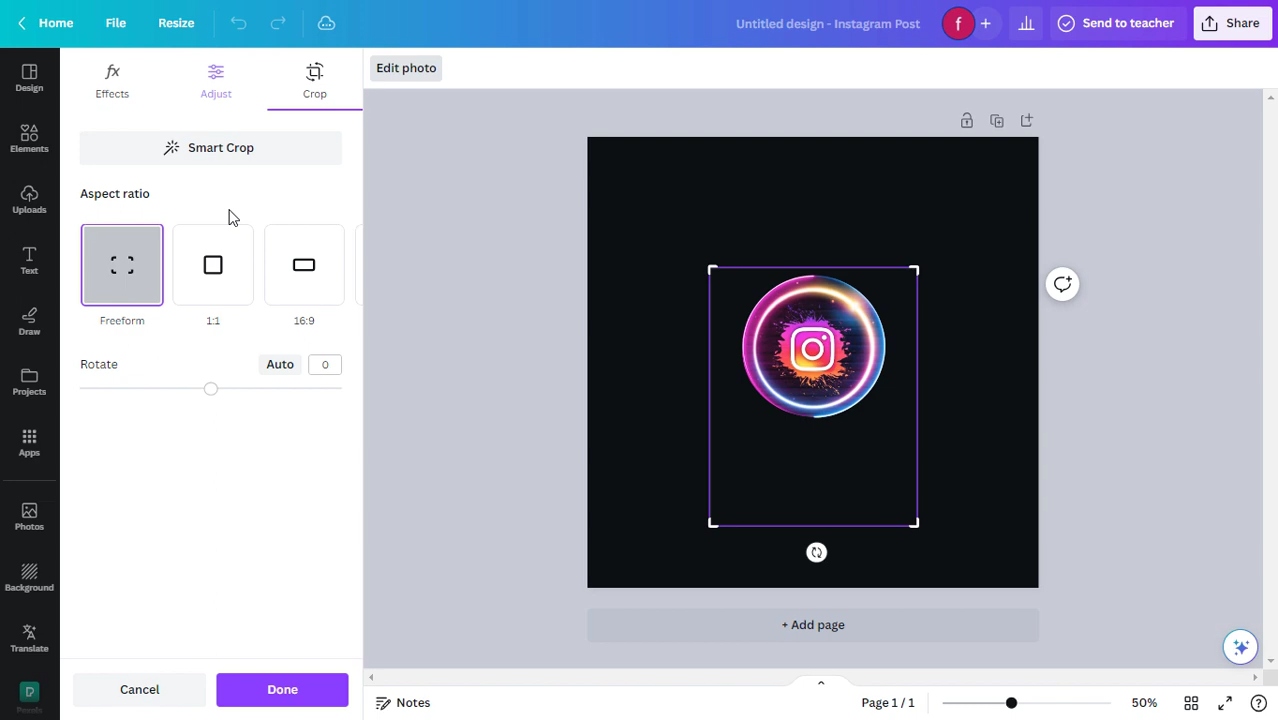 Home File Resize Untitled design - Instagram Post f + Send to teacher Share
Design
Elements
Uploads
Text
Draw
Projects
Apps
Photos
Background
Translate
Pexels
fx
Effects Adjust Crop
Smart Crop
Aspect ratio
Freeform 1:1 16:9
Rotate Auto 0
Cancel Done
Edit photo
+ Add page
Notes Page 1 / 1 50%